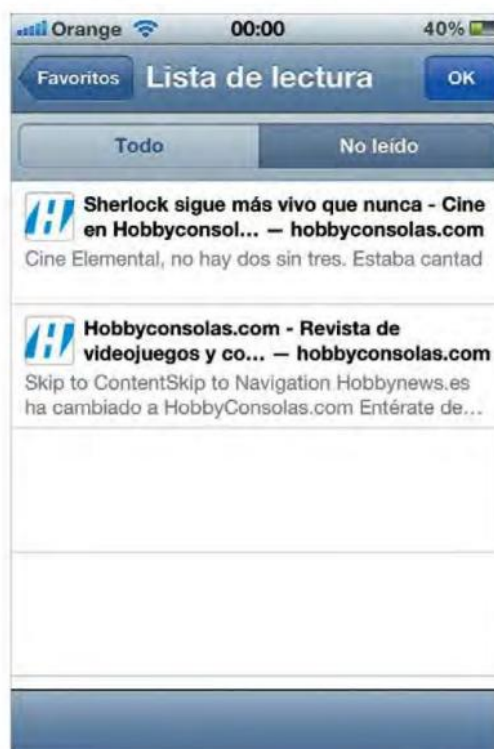 Orange 00:00 40%
Favoritos Lista de lectura OK
Todo No leído
Sherlock sigue más vivo que nunca - Cine
en Hobbyconsol... — hobbyconsolas.com
Cine Elemental, no hay dos sin tres. Estaba cantad
Hobbyconsolas.com - Revista de
videojuegos y co... — hobbyconsolas.com
Skip to ContentSkip to Navigation Hobbynews.es
ha cambiado a HobbyConsolas.com Entérate de...